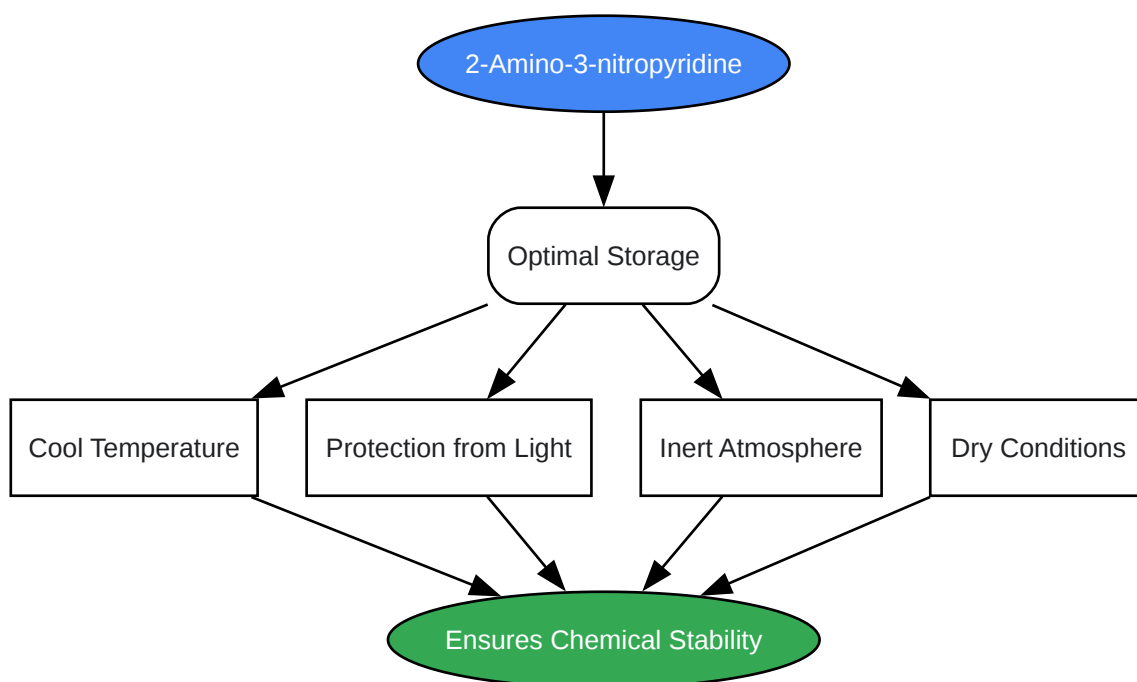 2-Amino-3-nitropyridine
Optimal Storage
Cool Temperature
Protection from Light
Inert Atmosphere
Dry Conditions
Ensures Chemical Stability